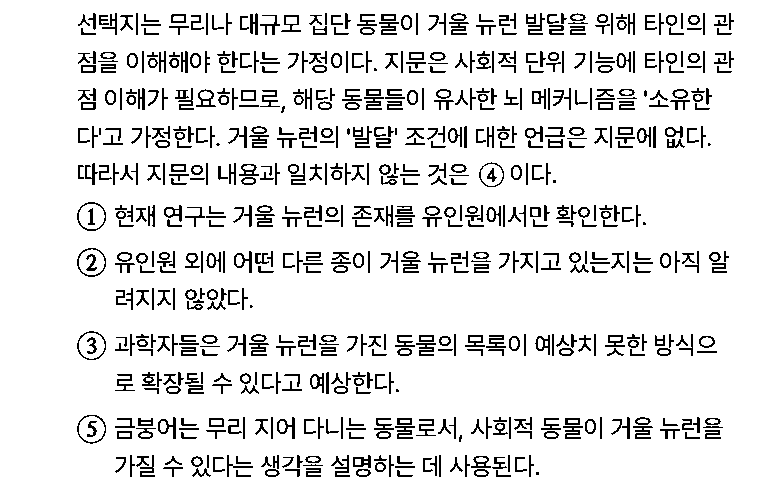 선택지는 무리나 대규모 집단 동물이 거울 뉴런 발달을 위해 타인의 관
점을 이해해야 한다는 가정이다. 지문은 사회적 단위 기능에 타인의 관
점 이해가 필요하므로, 해당 동물들이 유사한 뇌 메커니즘을 '소유한
다'고 가정한다. 거울 뉴런의 '발달' 조건에 대한 언급은 지문에 없다.
따라서 지문의 내용과 일치하지 않는 것은 ④이다.
① 현재 연구는 거울 뉴런의 존재를 유인원에서만 확인한다.
② 유인원 외에 어떤 다른 종이 거울 뉴런을 가지고 있는지는 아직 알
려지지 않았다.
③ 과학자들은 거울 뉴런을 가진 동물의 목록이 예상치 못한 방식으
로 확장될 수 있다고 예상한다.
⑤ 금붕어는 무리 지어 다니는 동물로서, 사회적 동물이 거울 뉴런을
가질 수 있다는 생각을 설명하는 데 사용된다.